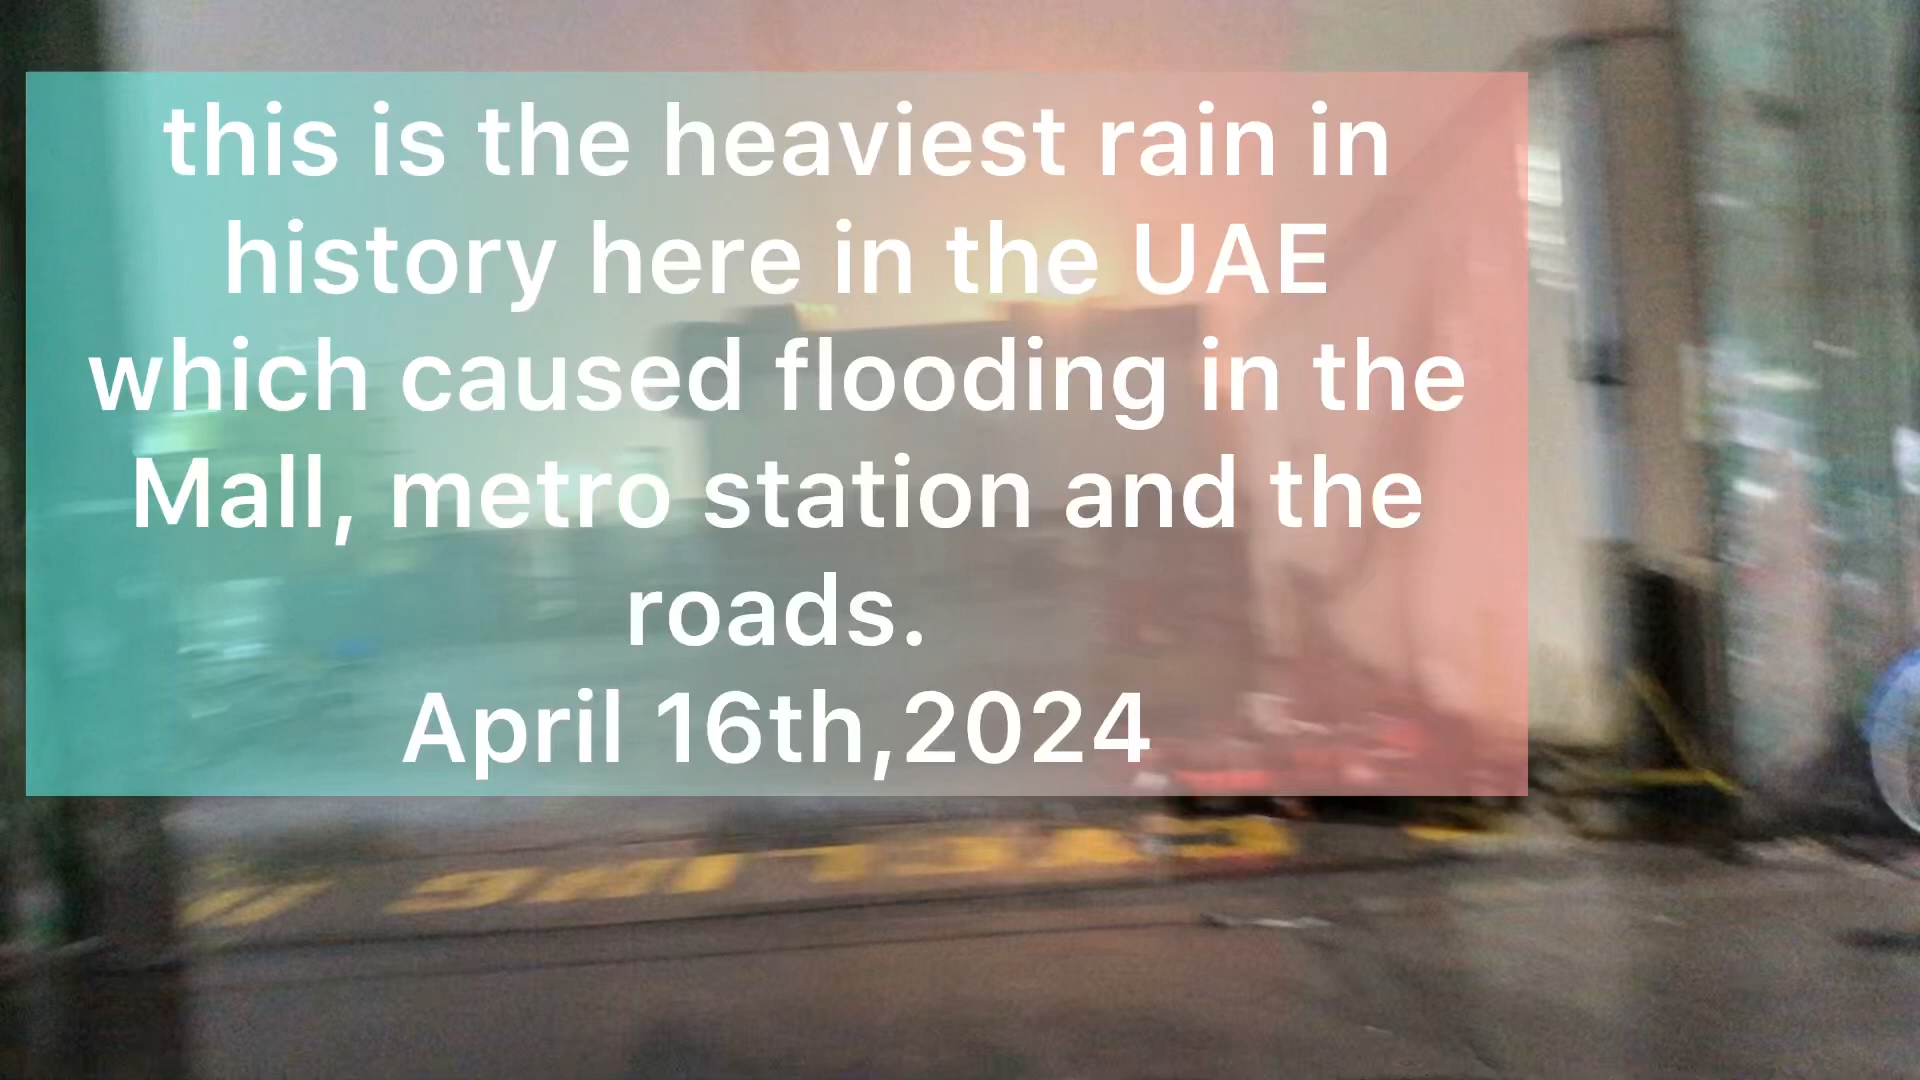 this is the heaviest rain in
history here in the UAE
which caused flooding in the
Mall, metro station and the
roads.
April 16th,2024